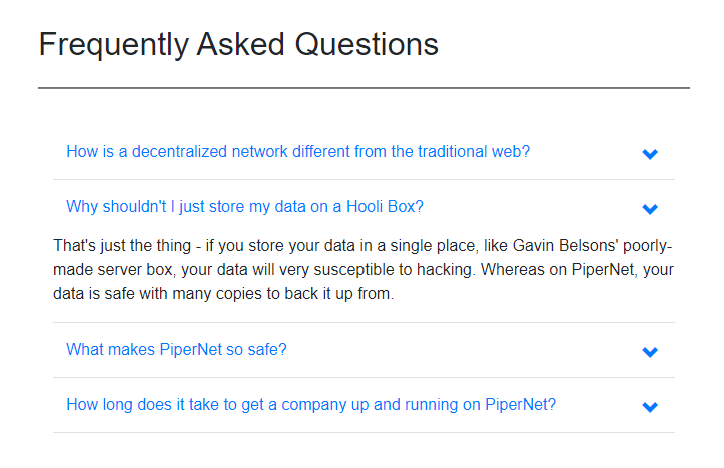 Frequently Asked Questions
How is a decentralized network different from the traditional web?
Why shouldn't I just store my data on a Hooli Box?
That's just the thing - if you store your data in a single place, like Gavin Belsons' poorly-
made server box, your data will very susceptible to hacking. Whereas on PiperNet, your
data is safe with many copies to back it up from.
What makes PiperNet so safe?
How long does it take to get a company up and running on PiperNet?